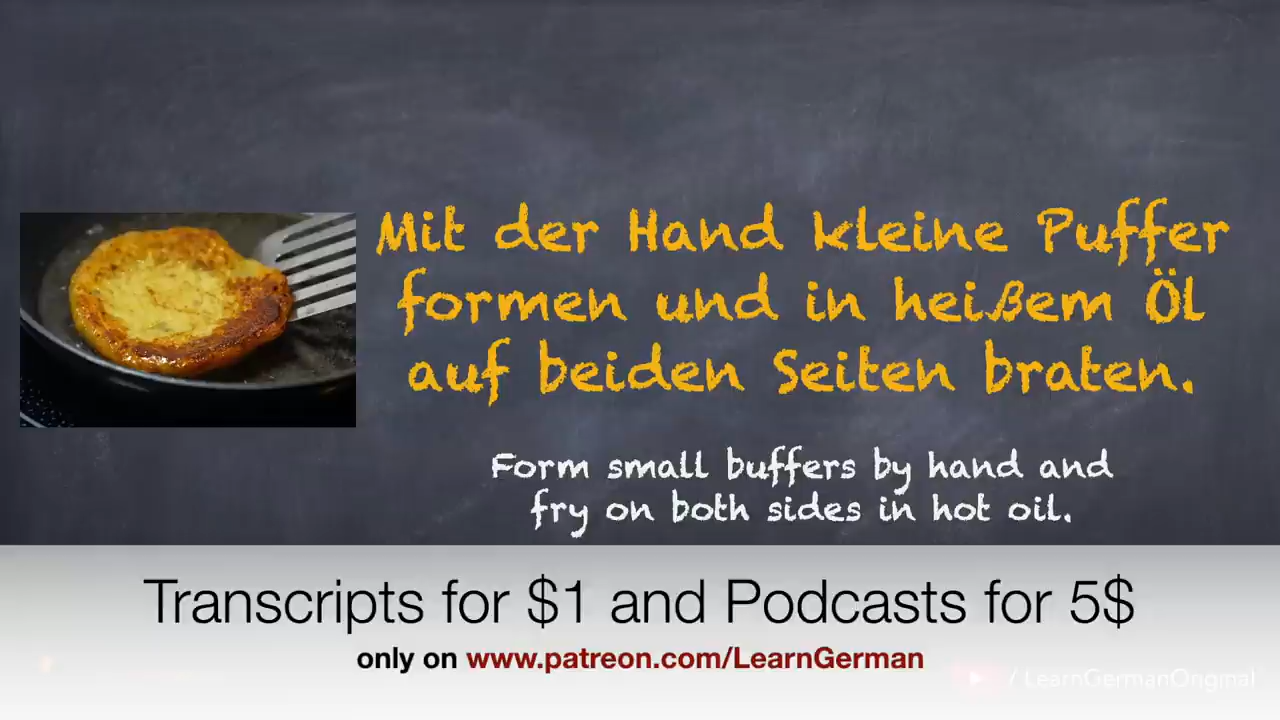 Mit der Hand kleine Puffer
formen und in heißem Öl
auf beiden Seiten braten.
Form small buffers by hand and
fry on both sides in hot oil.
Transcripts for $1 and Podcasts for 5$
only on www.patreon.com/LearnGerman
/ LearnGermanOriginal